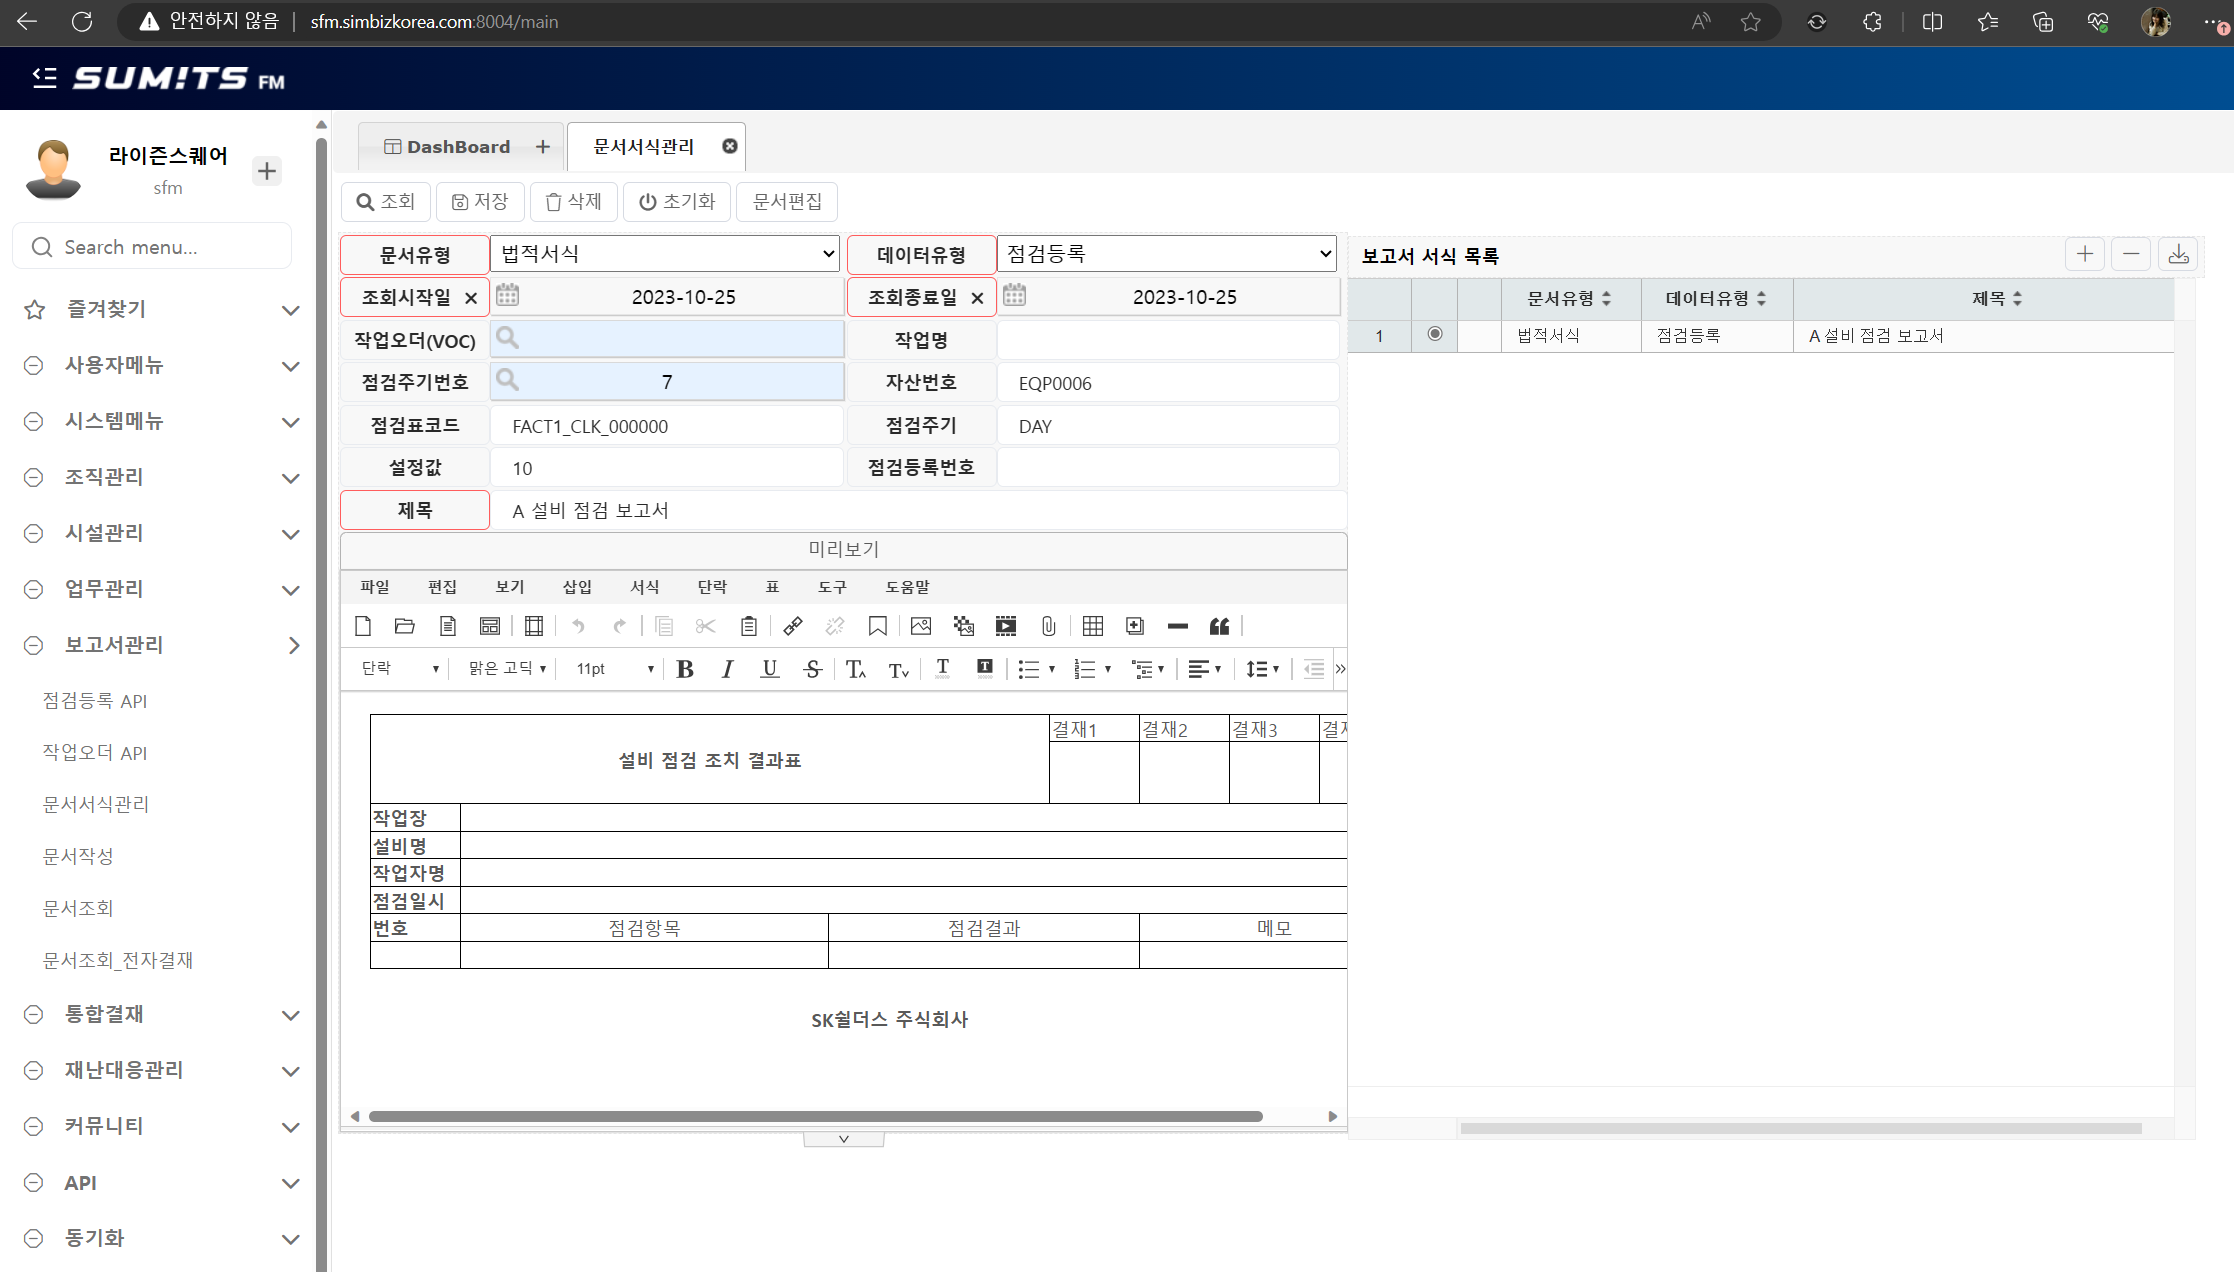 안전하지 않음 sfm.simbizkorea.com:8004/main
SUM!TS FM
라이즌스퀘어
sfm
Search menu...
즐겨찾기
사용자메뉴
시스템메뉴
조직관리
시설관리
업무관리
보고서관리
점검등록 API
작업오더 API
문서서식관리
문서작성
문서조회
문서조회_전자결재
통합결재
재난대응관리
커뮤니티
API
동기화
DashBoard + 문서서식관리
조회 저장 삭제 초기화 문서편집
문서유형 법적서식 데이터유형 점검등록
조회시작일 2023-10-25 조회종료일 2023-10-25
작업오더(VOC) 작업명
점검주기번호 7 자산번호 EQP0006
점검표코드 FACT1_CLK_000000 점검주기 DAY
설정값 10 점검등록번호
제목 A 설비 점검 보고서
미리보기
파일 편집 보기 삽입 서식 단락 표 도구 도움말
단락 맑은 고딕 11pt
설비 점검 조치 결과표 결재1 결재2 결재3
작업장
설비명
작업자명
점검일시
번호 점검항목 점검결과 메모
SK쉴더스 주식회사
보고서 서식 목록
문서유형 데이터유형 제목
1 법적서식 점검등록 A 설비 점검 보고서